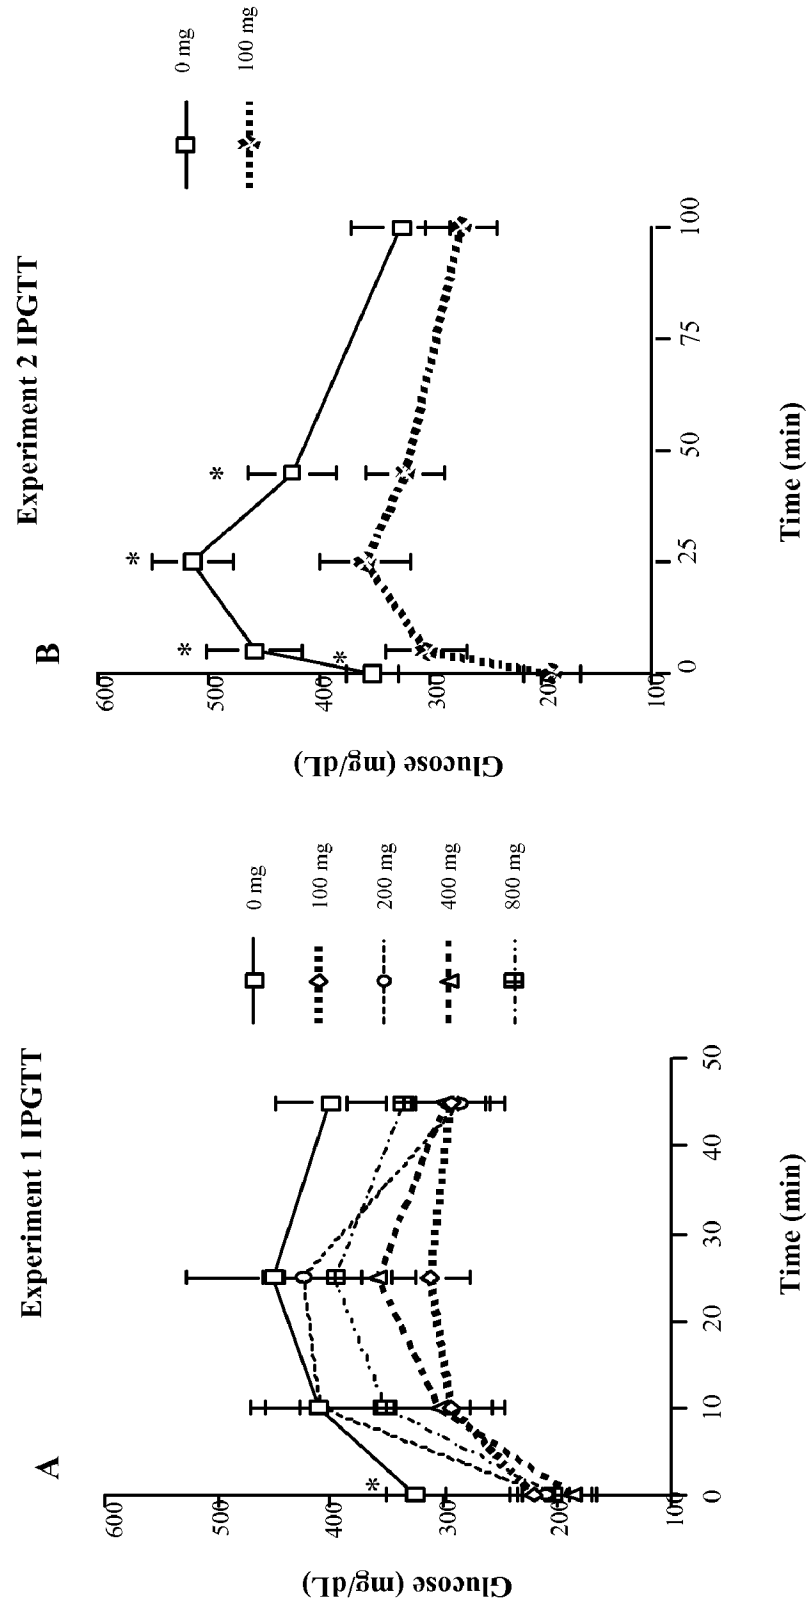 A
Experiment 1 IPGTT
Glucose (mg/dL)
600
500
400
300
200
100
*
0
10
20
30
40
50
Time (min)
0 mg
100 mg
200 mg
400 mg
800 mg
B
Experiment 2 IPGTT
Glucose (mg/dL)
600
500
400
300
200
100
*
*
*
*
0
25
50
75
100
Time (min)
0 mg
100 mg